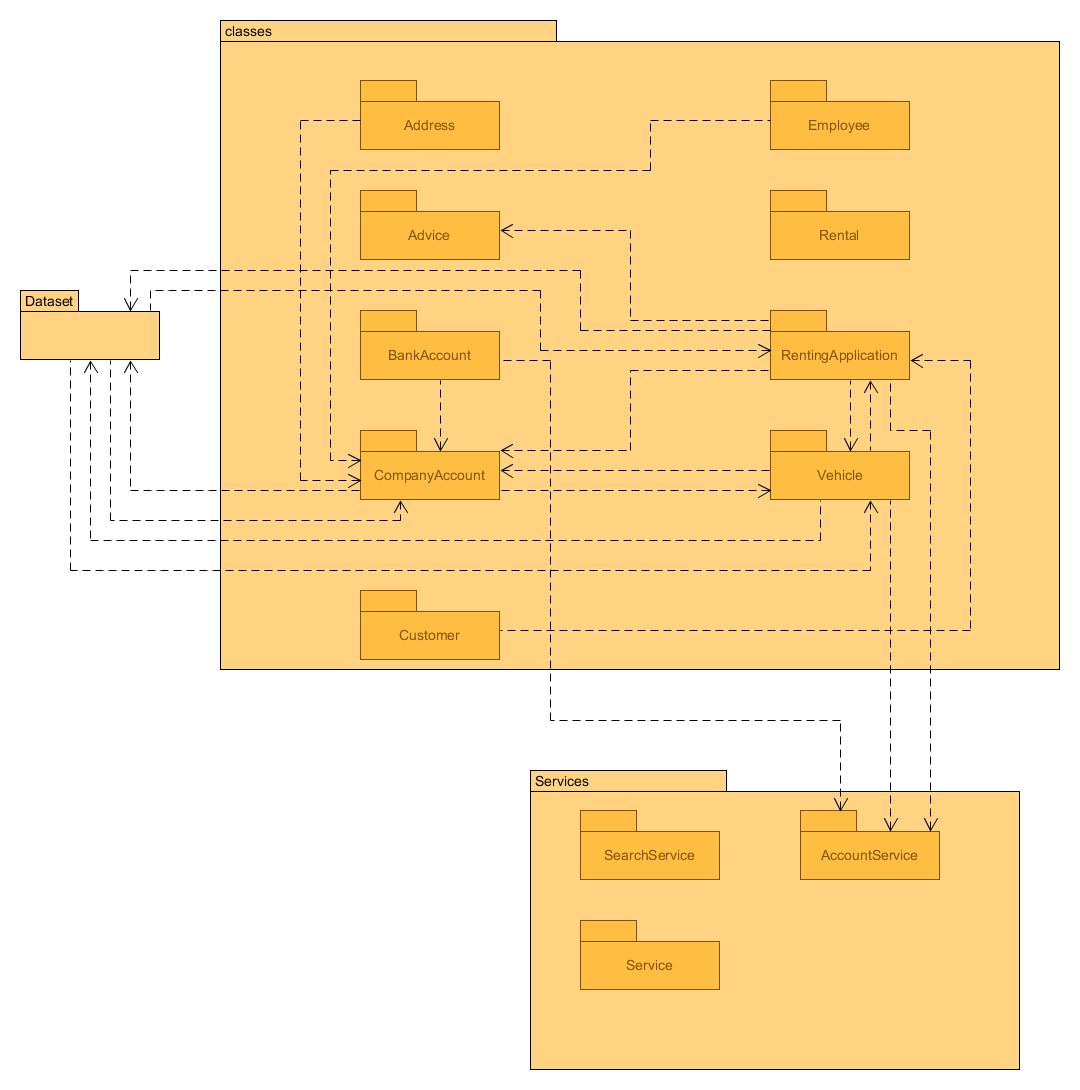 classes
Address
Employee
Advice
Rental
Dataset
BankAccount
RentingApplication
CompanyAccount
Vehicle
Customer
Services
SearchService
AccountService
Service